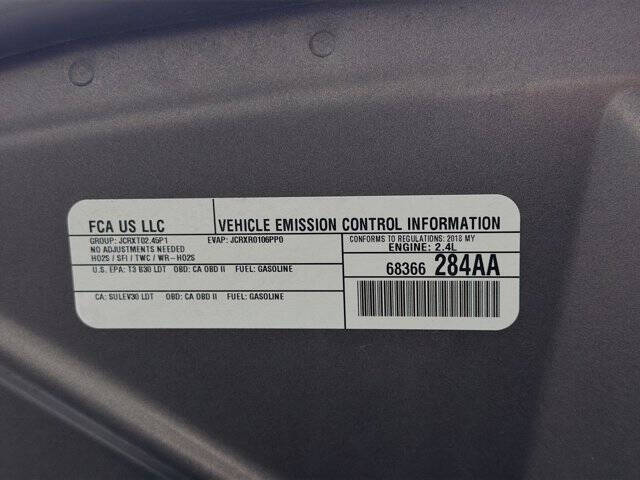 FCA US LLC VEHICLE EMISSION CONTROL INFORMATION
GROUP: JCRXT02.45P1 EVAP: JCRXR0106PP0
NO ADJUSTMENTS NEEDED
HO2S / SFI / TWC / WR-HO2S
CONFORMS TO REGULATIONS: 2018 MY
ENGINE: 2.4L
U.S. EPA: T3 B30 LDT OBD: CA OBD II FUEL: GASOLINE
68366 284AA
CA: SULEV30 LDT OBD: CA OBD II FUEL: GASOLINE